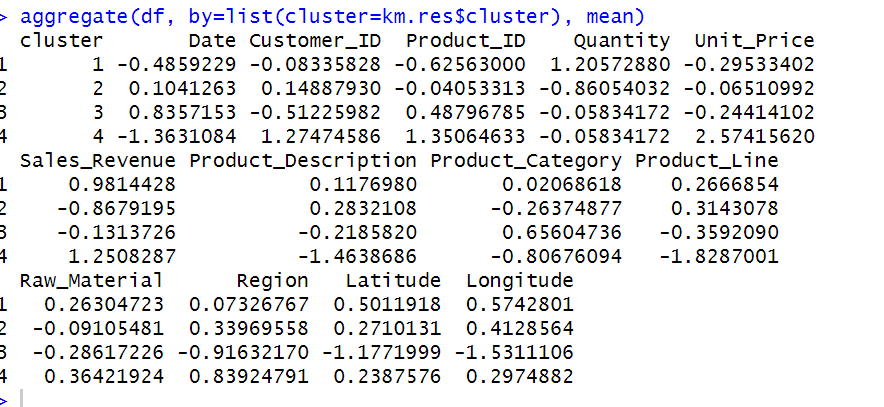 > aggregate(df, by=list(cluster=km.res$cluster), mean)
cluster Date Customer_ID Product_ID Quantity Unit_Price
1 1 -0.4859229 -0.08335828 -0.62563000 1.20572880 -0.29533402
2 2 0.1041263 0.14887930 -0.04053313 -0.86054032 -0.06510992
3 3 0.8357153 -0.51225982 0.48796785 -0.05834172 -0.24414102
4 4 -1.3631084 1.27474586 1.35064633 -0.05834172 2.57415620
Sales_Revenue Product_Description Product_Category Product_Line
1 0.9814428 0.1176980 0.02068618 0.2666854
2 -0.8679195 0.2832108 -0.26374877 0.3143078
3 -0.1313726 -0.2185820 0.65604736 -0.3592090
4 1.2508287 -1.4638686 -0.80676094 -1.8287001
Raw_Material Region Latitude Longitude
1 0.26304723 0.07326767 0.5011918 0.5742801
2 -0.09105481 0.33969558 0.2710131 0.4128564
3 -0.28617226 -0.91632170 -1.1771999 -1.5311106
4 0.36421924 0.83924791 0.2387576 0.2974882
>